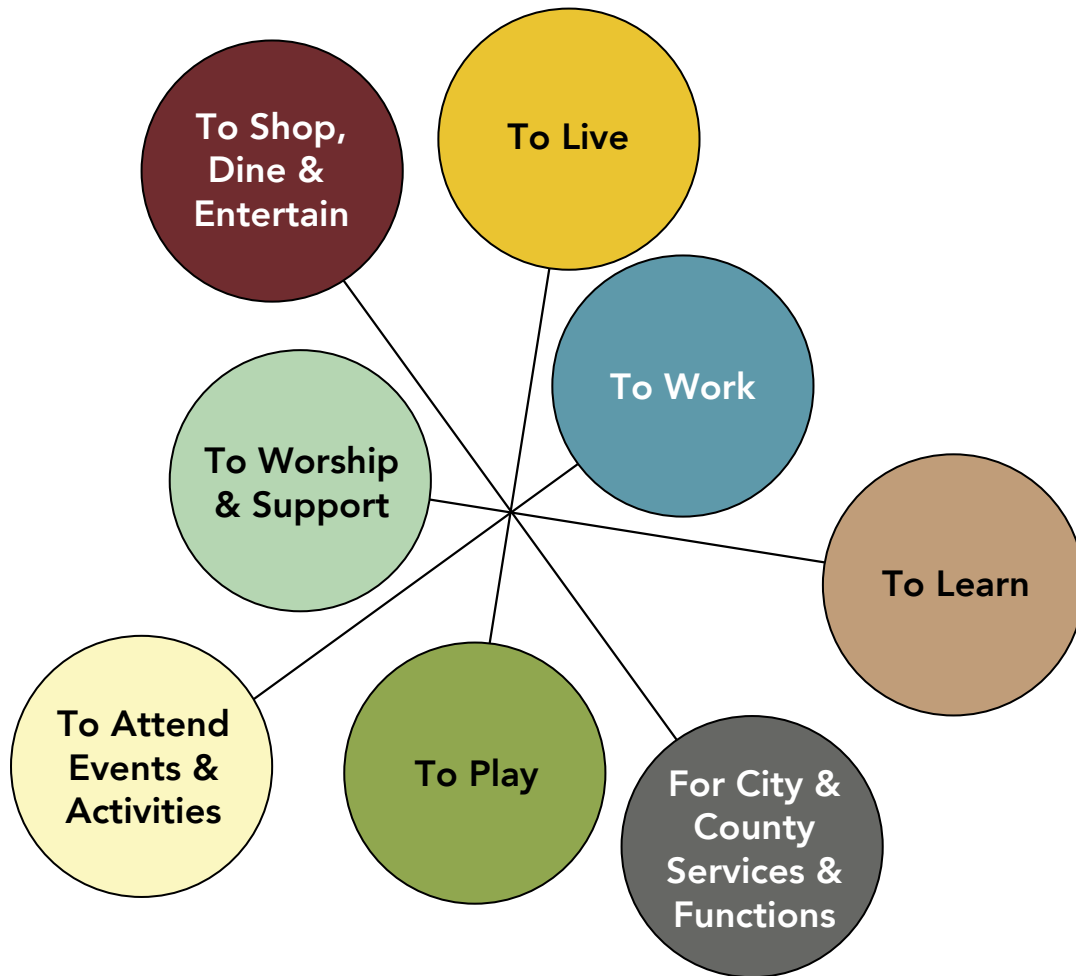 To Shop,
Dine &
Entertain
To Live
To Work
To Worship
& Support
To Learn
To Attend
Events &
Activities
To Play
For City &
County
Services &
Functions